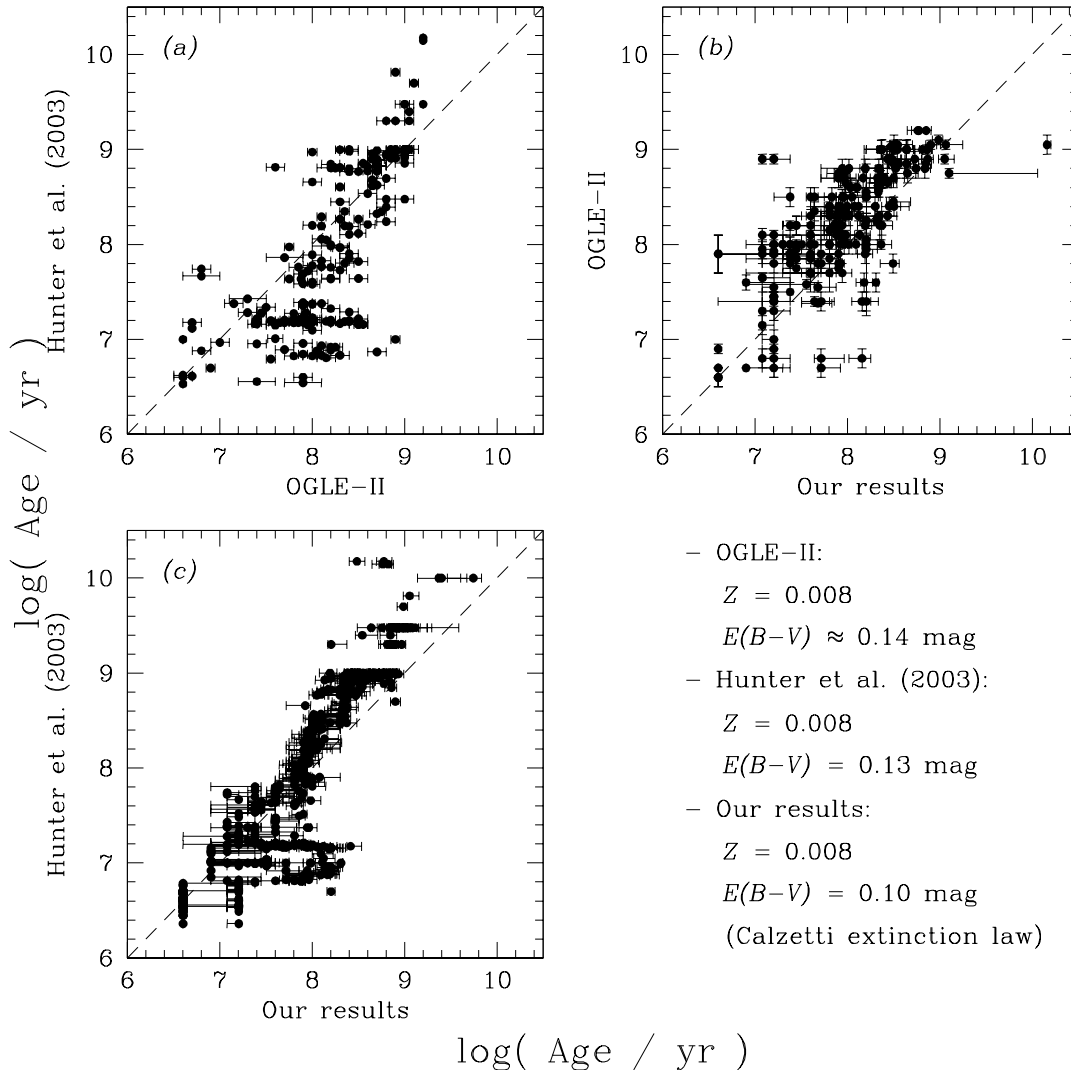 (a)
10
9
8
7
6
6 7 8 9 10
OGLE−II
Hunter et al. (2003)
(b)
10
9
8
7
6
6 7 8 9 10
Our results
OGLE−II
(c)
10
9
8
7
6
6 7 8 9 10
Our results
Hunter et al. (2003)
log( Age / yr )
− OGLE−II:
Z = 0.008
E(B−V) ≈ 0.14 mag
− Hunter et al. (2003):
Z = 0.008
E(B−V) = 0.13 mag
− Our results:
Z = 0.008
E(B−V) = 0.10 mag
(Calzetti extinction law)
log( Age / yr )